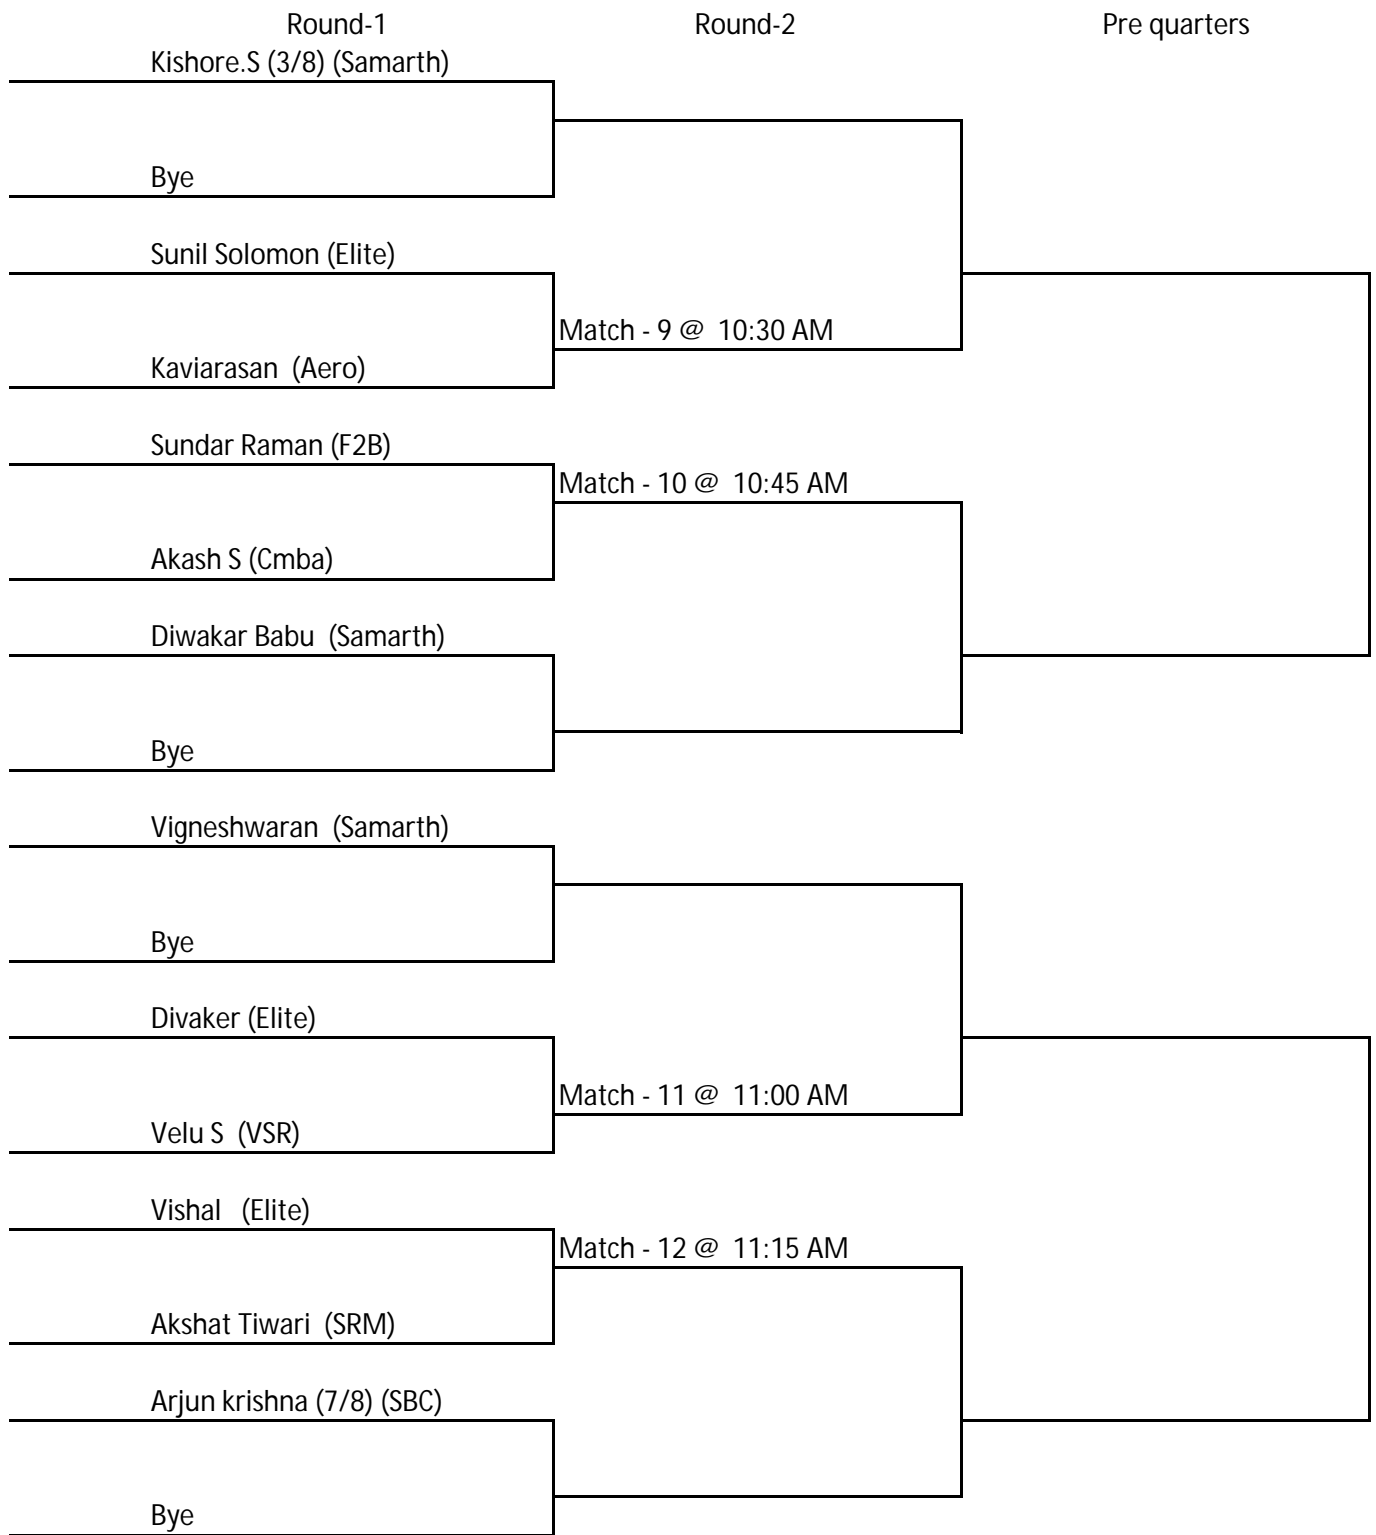 Round-1 Round-2 Pre quarters
Kishore.S (3/8) (Samarth)
Bye
Sunil Solomon (Elite)
Match - 9 @ 10:30 AM
Kaviarasan (Aero)
Sundar Raman (F2B)
Match - 10 @ 10:45 AM
Akash S (Cmba)
Diwakar Babu (Samarth)
Bye
Vigneshwaran (Samarth)
Bye
Divaker (Elite)
Match - 11 @ 11:00 AM
Velu S (VSR)
Vishal (Elite)
Match - 12 @ 11:15 AM
Akshat Tiwari (SRM)
Arjun krishna (7/8) (SBC)
Bye